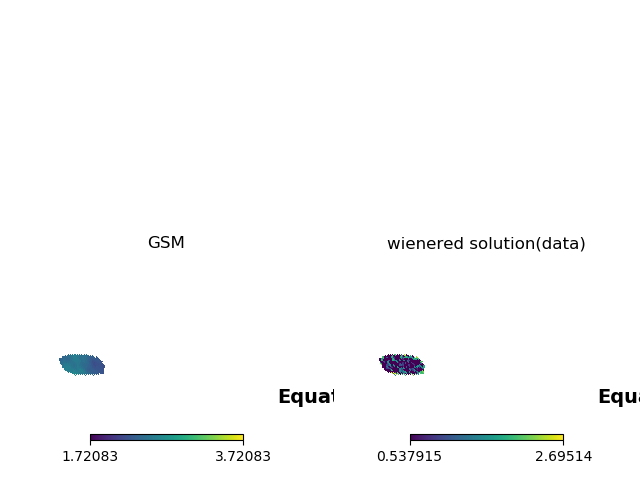 GSM
wienered solution(data)
Equat
Equa
1.72083 3.72083
0.537915 2.69514